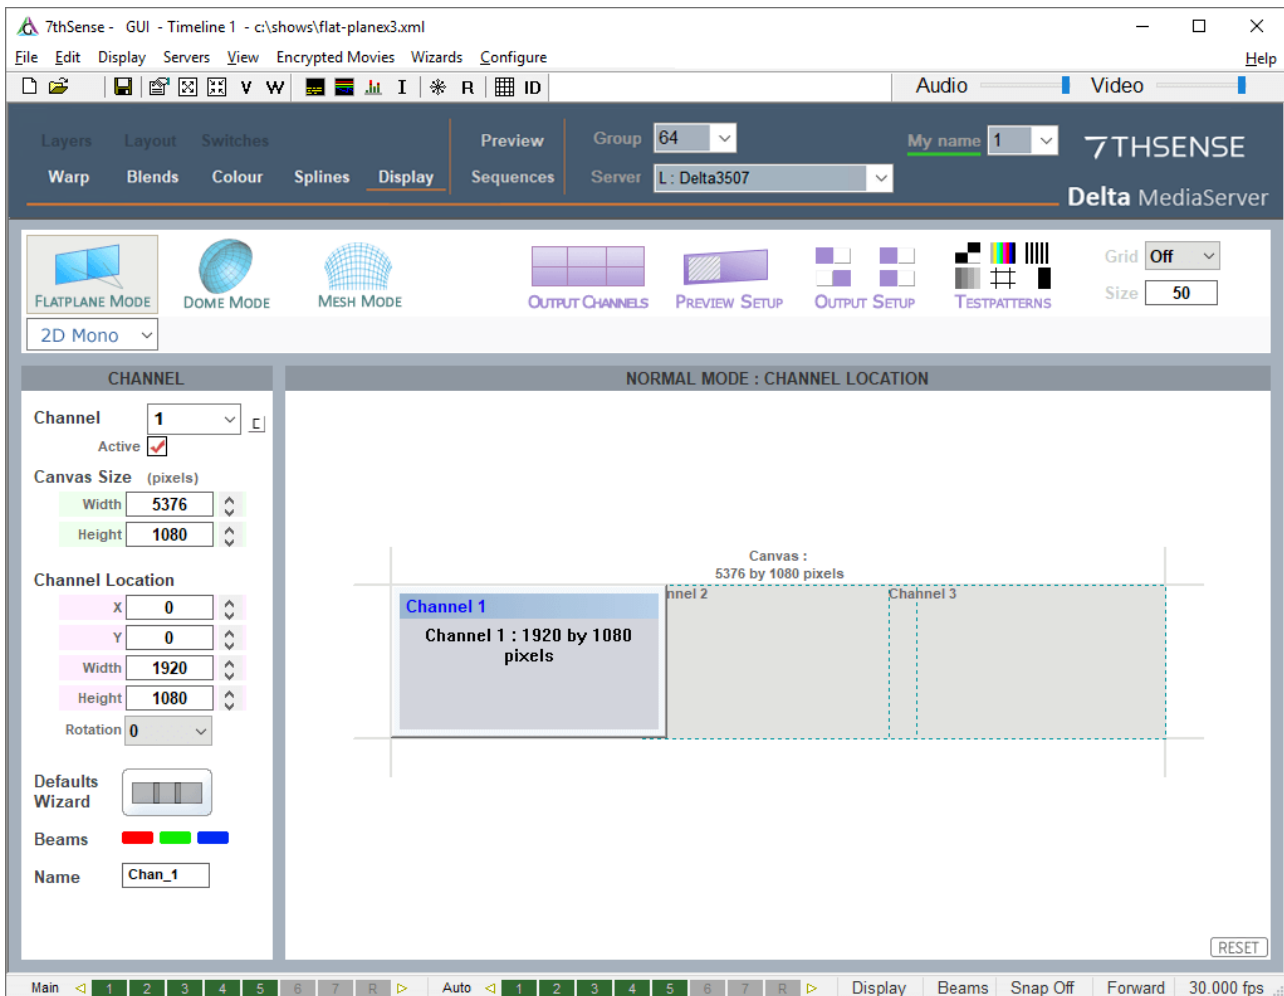 7thSense - GUI - Timeline 1 - c:\shows\flat-planex3.xml
File Edit Display Servers View Encrypted Movies Wizards Configure Help
V W I R ID Audio Video
Layers Layout Switches Preview Group 64 My name 1 7THSENSE
Warp Blends Colour Splines Display Sequences Server L : Delta3507
Delta MediaServer
FLATPLANE MODE DOME MODE MESH MODE OUTPUT CHANNELS PREVIEW SETUP OUTPUT SETUP TESTPATTERNS
Grid Off
Size 50
2D Mono
CHANNEL
Channel 1
Active
Canvas Size (pixels)
Width 5376
Height 1080
Channel Location
X 0
Y 0
Width 1920
Height 1080
Rotation 0
Defaults
Wizard
Beams
Name Chan_1
NORMAL MODE : CHANNEL LOCATION
Canvas :
5376 by 1080 pixels
Channel 1
Channel 1 : 1920 by 1080
pixels
nnel 2
Channel 3
RESET
Main 1 2 3 4 5 6 7 R Auto 1 2 3 4 5 6 7 R Display Beams Snap Off Forward 30.000 fps